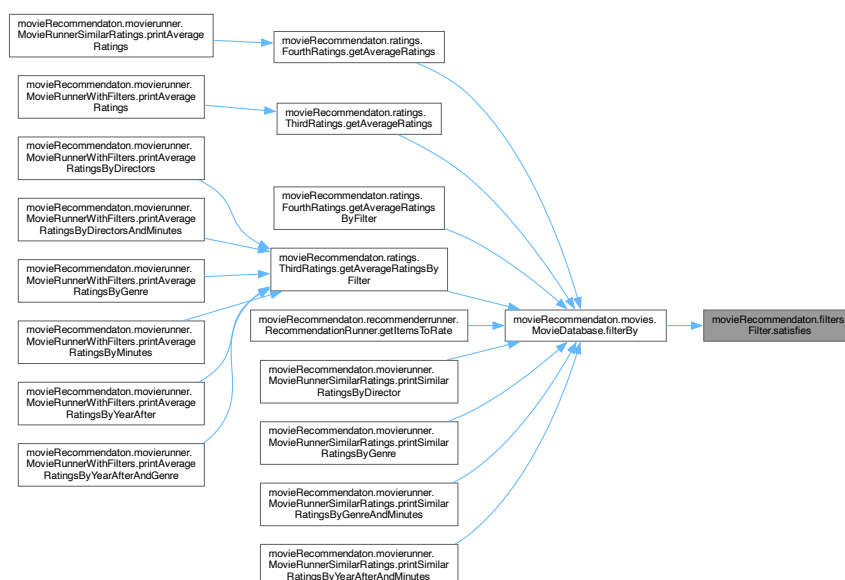 movieRecommendaton.movierunner.
MovieRunnerSimilarRatings.printAverage
Ratings
movieRecommendaton.movierunner.
MovieRunnerWithFilters.printAverage
Ratings
movieRecommendaton.movierunner.
MovieRunnerWithFilters.printAverage
RatingsByDirectors
movieRecommendaton.movierunner.
MovieRunnerWithFilters.printAverage
RatingsByDirectorsAndMinutes
movieRecommendaton.movierunner.
MovieRunnerWithFilters.printAverage
RatingsByGenre
movieRecommendaton.movierunner.
MovieRunnerWithFilters.printAverage
RatingsByMinutes
movieRecommendaton.movierunner.
MovieRunnerWithFilters.printAverage
RatingsByYearAfter
movieRecommendaton.movierunner.
MovieRunnerWithFilters.printAverage
RatingsByYearAfterAndGenre
movieRecommendaton.ratings.
FourthRatings.getAverageRatings
movieRecommendaton.ratings.
ThirdRatings.getAverageRatings
movieRecommendaton.ratings.
FourthRatings.getAverageRatings
ByFilter
movieRecommendaton.ratings.
ThirdRatings.getAverageRatingsBy
Filter
movieRecommendaton.recommenderrunner.
RecommendationRunner.getItemsToRate
movieRecommendaton.movierunner.
MovieRunnerSimilarRatings.printSimilar
RatingsByDirector
movieRecommendaton.movierunner.
MovieRunnerSimilarRatings.printSimilar
RatingsByGenre
movieRecommendaton.movierunner.
MovieRunnerSimilarRatings.printSimilar
RatingsByGenreAndMinutes
movieRecommendaton.movierunner.
MovieRunnerSimilarRatings.printSimilar
RatingsByYearAfterAndMinutes
movieRecommendaton.movies.
MovieDatabase.filterBy
movieRecommendaton.filters
Filter.satisfies